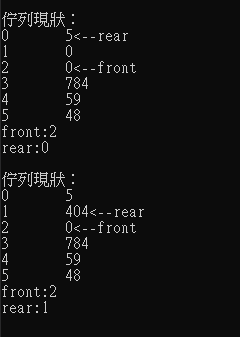 佇列現狀：
0	5<--rear
1	0
2	0<--front
3	784
4	59
5	48
front:2
rear:0
佇列現狀：
0	5
1	404<--rear
2	0<--front
3	784
4	59
5	48
front:2
rear:1